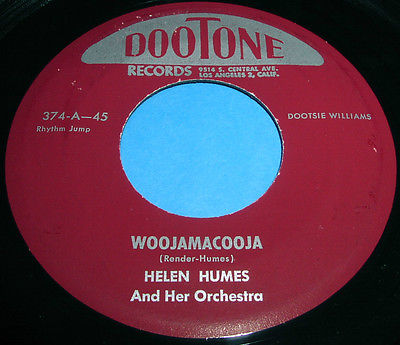 DOOTONE
RECORDS 9514 S. CENTRAL AVE.
LOS ANGELES 2, CALIF.
374-A—45
DOOTSIE WILLIAMS
Rhythm Jump
WOOJAMACOOJA
(Render-Humes)
HELEN HUMES
And Her Orchestra